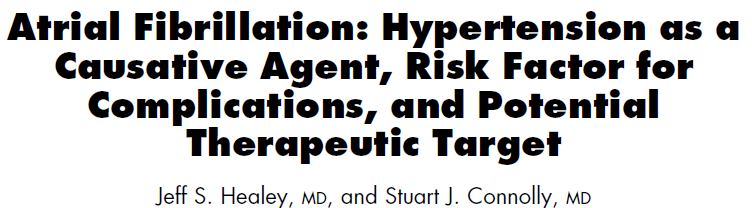 Atrial Fibrillation: Hypertension as a
Causative Agent, Risk Factor for
Complications, and Potential
Therapeutic Target
Jeff S. Healey, MD, and Stuart J. Connolly, MD